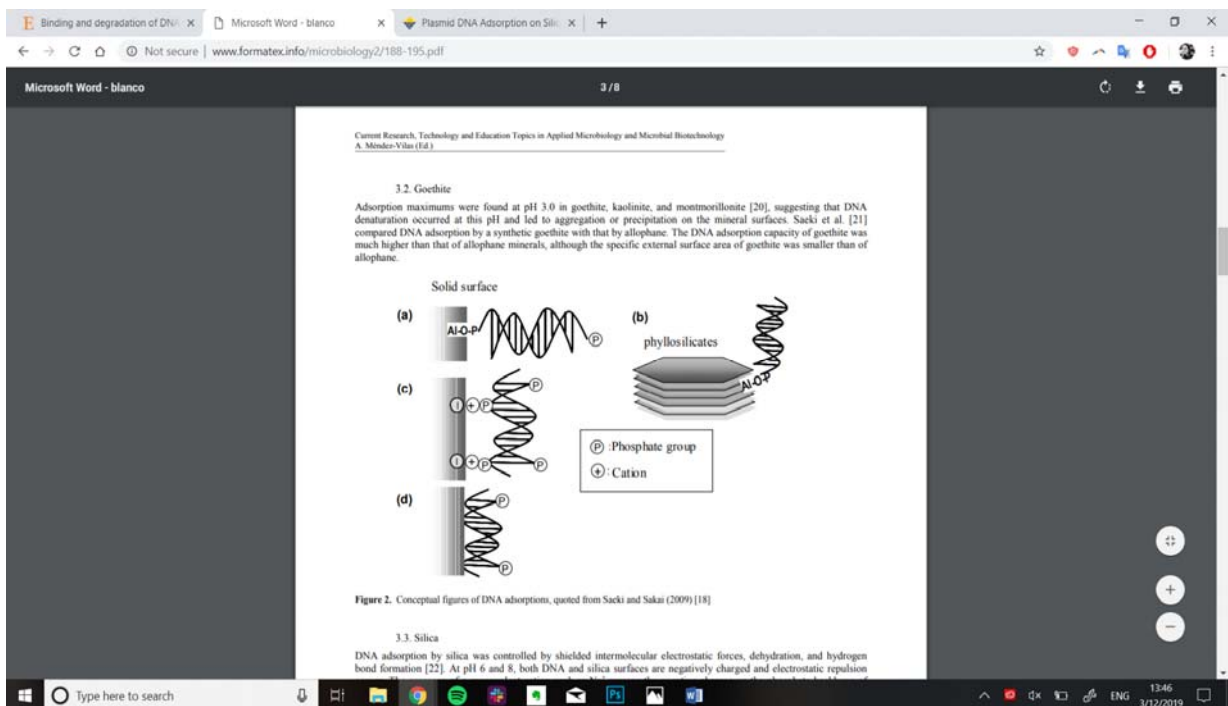 Binding and degradation of DNA
Microsoft Word - blanco
Plasmid DNA Adsorption on Silic
Not secure | www.formatex.info/microbiology2/188-195.pdf
Microsoft Word - blanco
3 / 8
Current Research, Technology and Education Topics in Applied Microbiology and Microbial Biotechnology
A. Méndez-Vilas (Ed.)
3.2. Goethite
Adsorption maximums were found at pH 3.0 in goethite, kaolinite, and montmorillonite [20], suggesting that DNA
denaturation occurred at this pH and led to aggregation or precipitation on the mineral surfaces. Saeki et al. [21]
compared DNA adsorption by a synthetic goethite with that by allophane. The DNA adsorption capacity of goethite was
much higher than that of allophane minerals, although the specific external surface area of goethite was smaller than of
allophane.
Solid surface
(a)
Al-O-P
P
(b)
phyllosilicates
Al-O-P
(c)
P
P
P
P
(d)
P
P
P :Phosphate group
+ : Cation
Figure 2. Conceptual figures of DNA adsorptions, quoted from Saeki and Sakai (2009) [18]
3.3. Silica
DNA adsorption by silica was controlled by shielded intermolecular electrostatic forces, dehydration, and hydrogen
bond formation [22]. At pH 6 and 8, both DNA and silica surfaces are negatively charged and electrostatic repulsion
Type here to search
Ps
ENG
13:46
3/12/2019